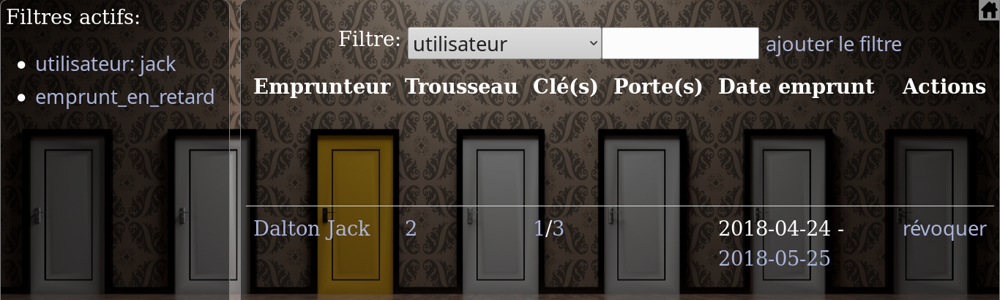 Filtres actifs:
utilisateur: jack
emprunt_en_retard
Filtre: utilisateur ajouter le filtre
Emprunteur Trousseau Clé(s) Porte(s) Date emprunt Actions
Dalton Jack 2 1/3 2018-04-24 - révoquer
2018-05-25